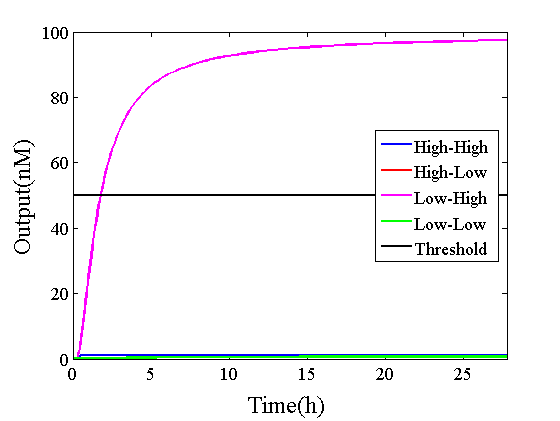 100
80
60
40
20
0
Output(nM)
High-High
High-Low
Low-High
Low-Low
Threshold
0 5 10 15 20 25
Time(h)